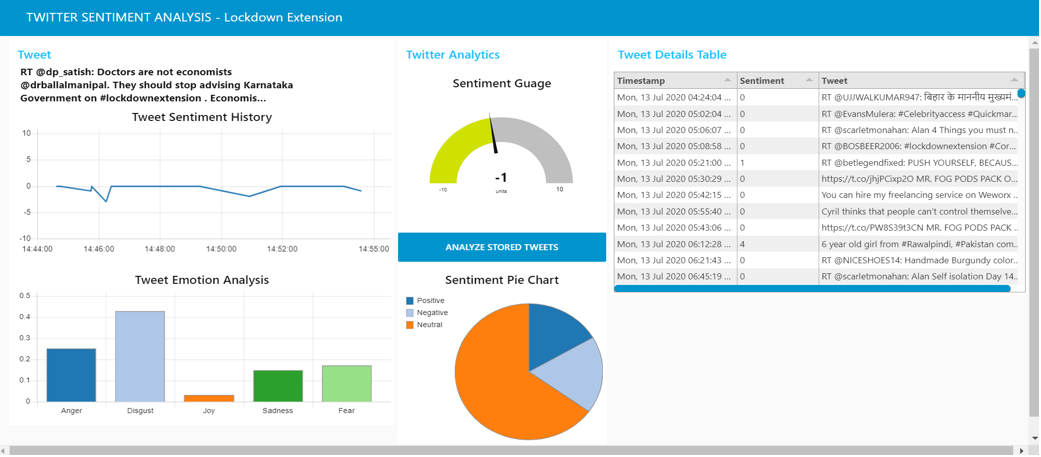 TWITTER SENTIMENT ANALYSIS - Lockdown Extension
Tweet
RT @dp_satish: Doctors are not economists
@drballalmanipal. They should stop advising Karnataka
Government on #lockdownextension . Economis...
Tweet Sentiment History
10
5
0
-5
-10
14:44:00
14:46:00
14:48:00
14:50:00
14:52:00
14:55:00
Tweet Emotion Analysis
0.5
0.4
0.3
0.2
0.1
0
Anger
Disgust
Joy
Sadness
Fear
Twitter Analytics
Sentiment Guage
-1
units
-10
10
ANALYZE STORED TWEETS
Sentiment Pie Chart
Positive
Negative
Neutral
Tweet Details Table
Timestamp Sentiment Tweet
Mon, 13 Jul 2020 04:24:04 ... 0 RT @UJJWALKUMAR947: बिहार के माननीय मुख्यमं...
Mon, 13 Jul 2020 05:02:04 ... 0 RT @EvansMulera: #Celebrityaccess #Quickmar...
Mon, 13 Jul 2020 05:06:07 ... 0 RT @scarletmonahan: Alan 4 Things you must n...
Mon, 13 Jul 2020 05:08:58 ... 0 RT @BOSBEER2006: #lockdownextension #Cor...
Mon, 13 Jul 2020 05:21:00 ... 1 RT @betlegendfixed: PUSH YOURSELF, BECAUS...
Mon, 13 Jul 2020 05:30:29 ... 0 https://t.co/jhjPCixp2O MR. FOG PODS PACK O...
Mon, 13 Jul 2020 05:42:15 ... 0 You can hire my freelancing service on Weworx ..
Mon, 13 Jul 2020 05:55:40 ... 0 Cyril thinks that people can't control themselve...
Mon, 13 Jul 2020 05:43:06 ... 0 https://t.co/PW8S39t3CN MR. FOG PODS PACK ...
Mon, 13 Jul 2020 06:12:28 ... 4 6 year old girl from #Rawalpindi, #Pakistan com...
Mon, 13 Jul 2020 06:21:43 ... 0 RT @NICESHOES14: Handmade Burgundy color...
Mon, 13 Jul 2020 06:45:19 ... 0 RT @scarletmonahan: Alan Self isolation Day 14...